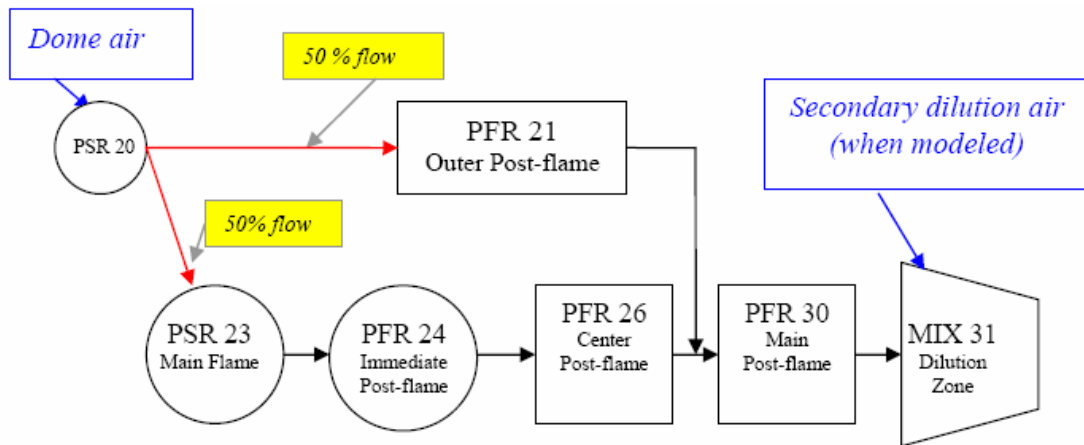 Dome air
50 % flow
PSR 20
PFR 21
Outer Post-flame
Secondary dilution air
(when modeled)
50% flow
PSR 23
Main Flame
PFR 24
Immediate
Post-flame
PFR 26
Center
Post-flame
PFR 30
Main
Post-flame
MIX 31
Dilution
Zone